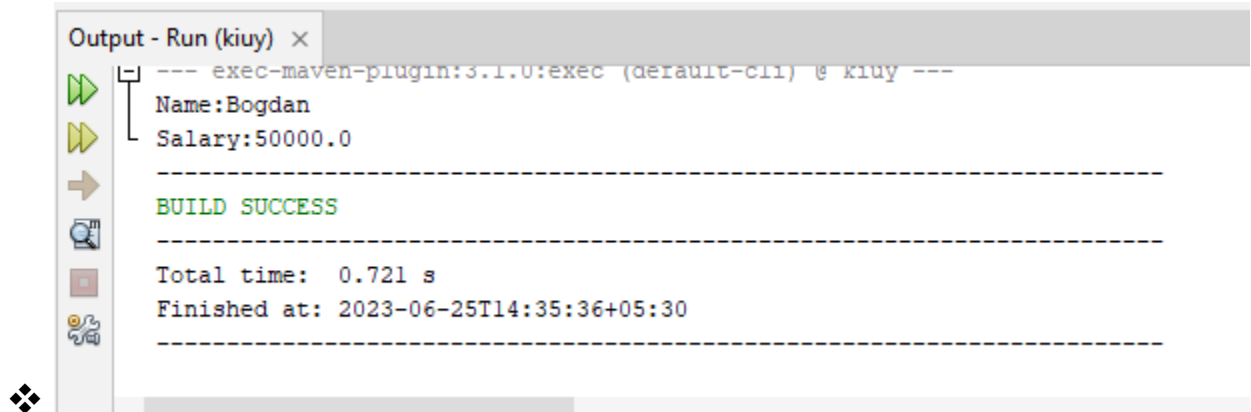 Output - Run (kiuy) ×
--- exec-maven-plugin:3.1.0:exec (default-cli) @ kiuy ---
Name:Bogdan
Salary:50000.0
------------------------------------------------------------------------
BUILD SUCCESS
------------------------------------------------------------------------
Total time:  0.721 s
Finished at: 2023-06-25T14:35:36+05:30
------------------------------------------------------------------------